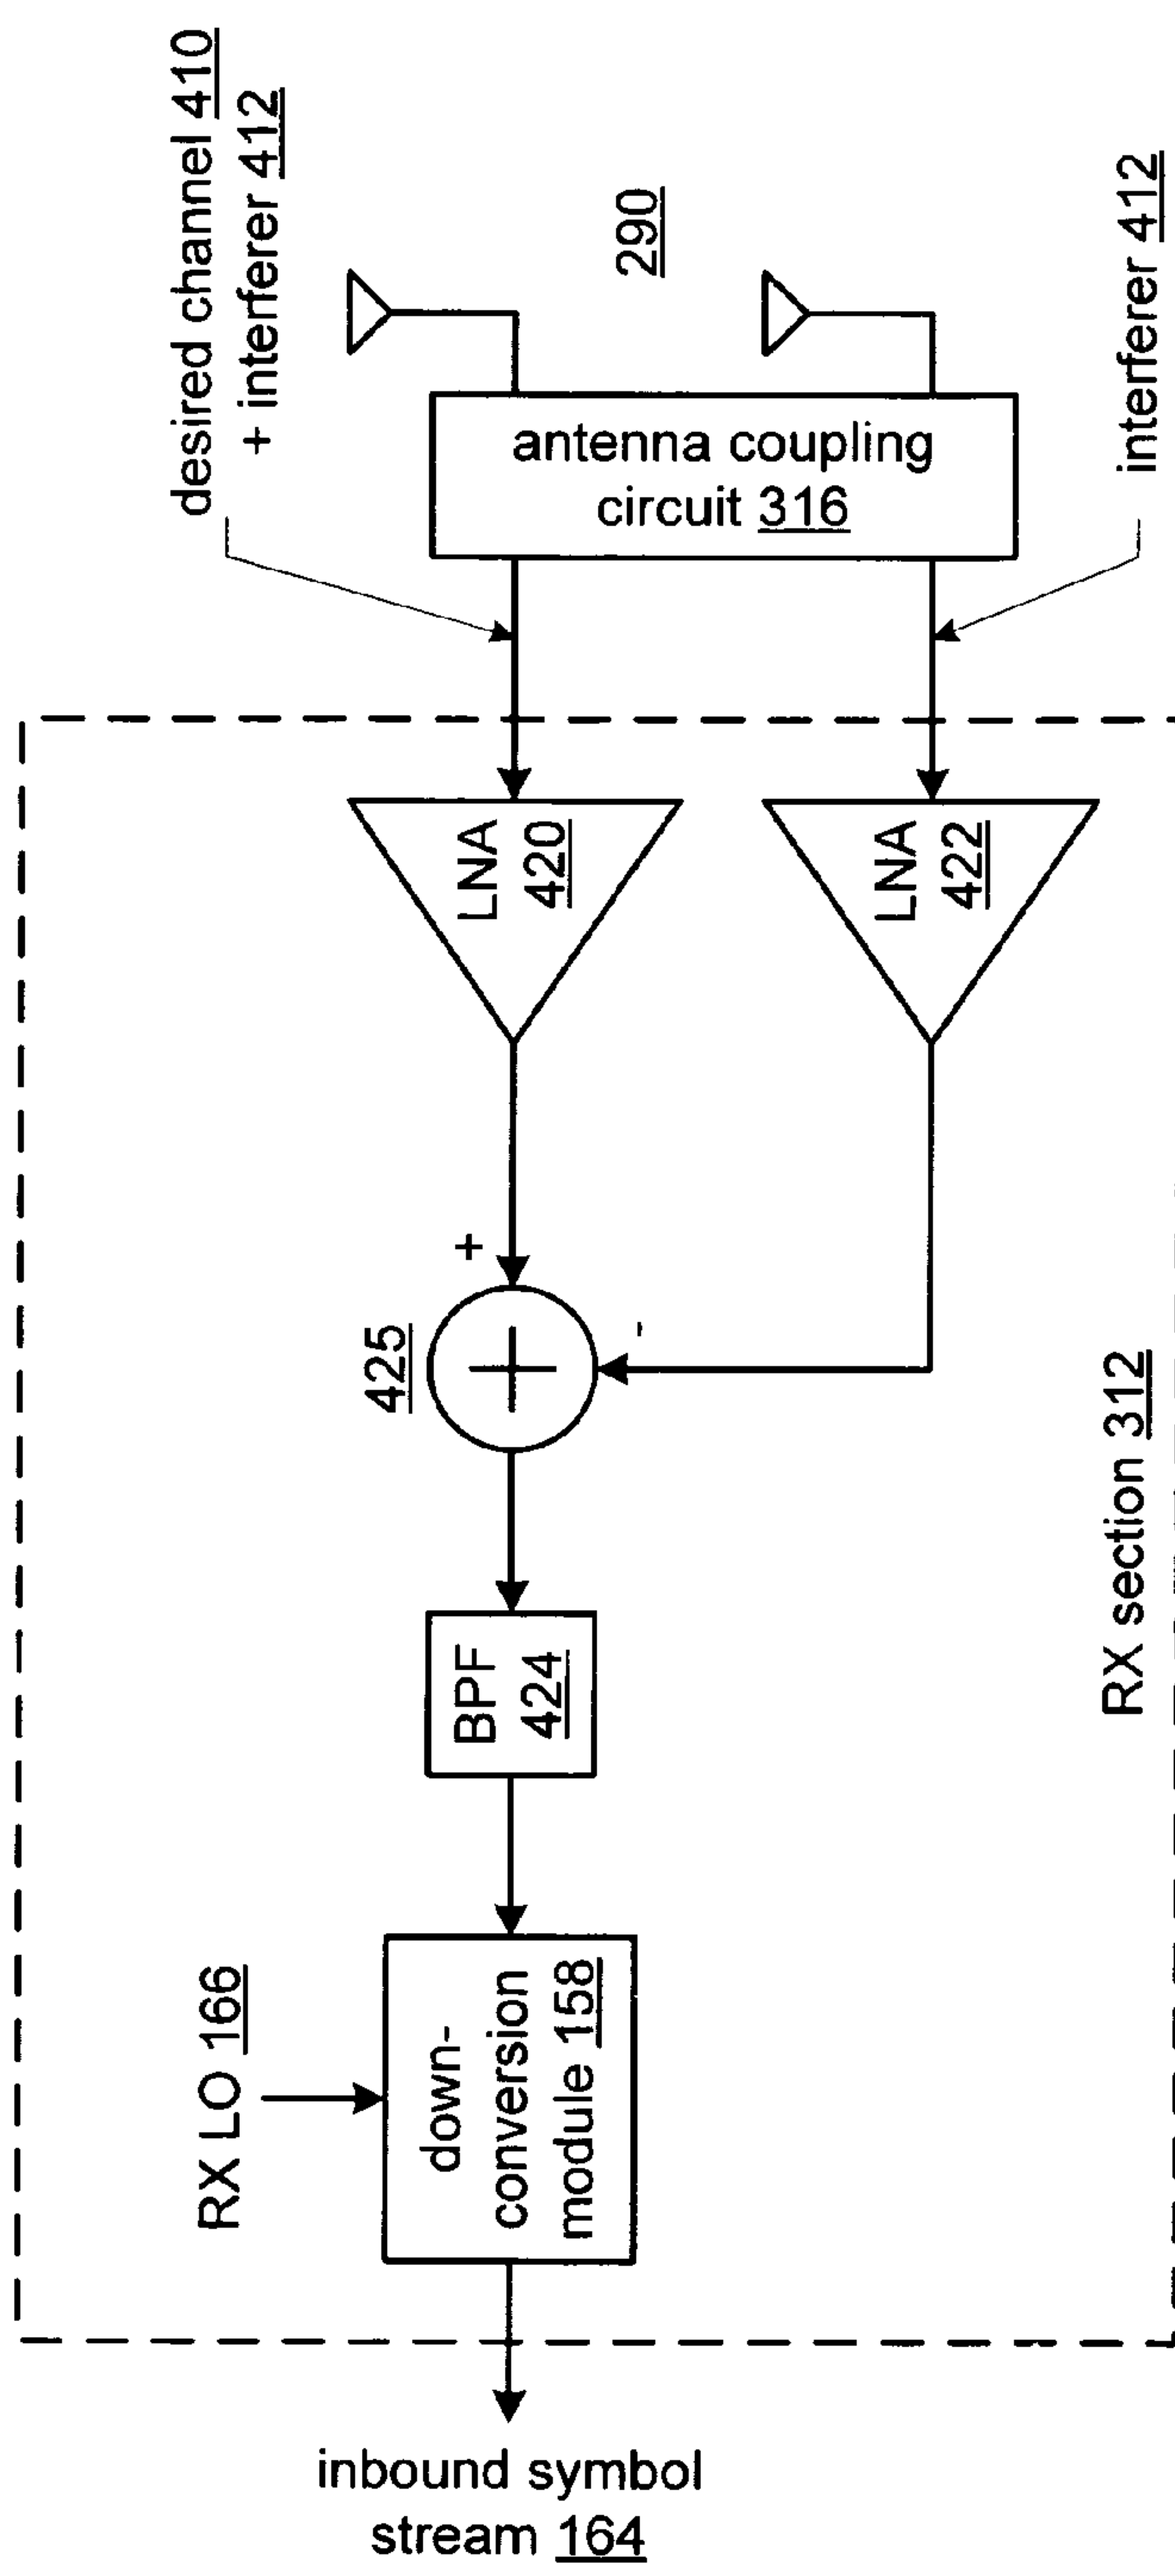 desired channel 410
+ interferer 412
290
antenna coupling
circuit 316
interferer 412
LNA
420
LNA
422
+
-
425
BPF
424
RX section 312
RX LO 166
down-
conversion
module 158
inbound symbol
stream 164